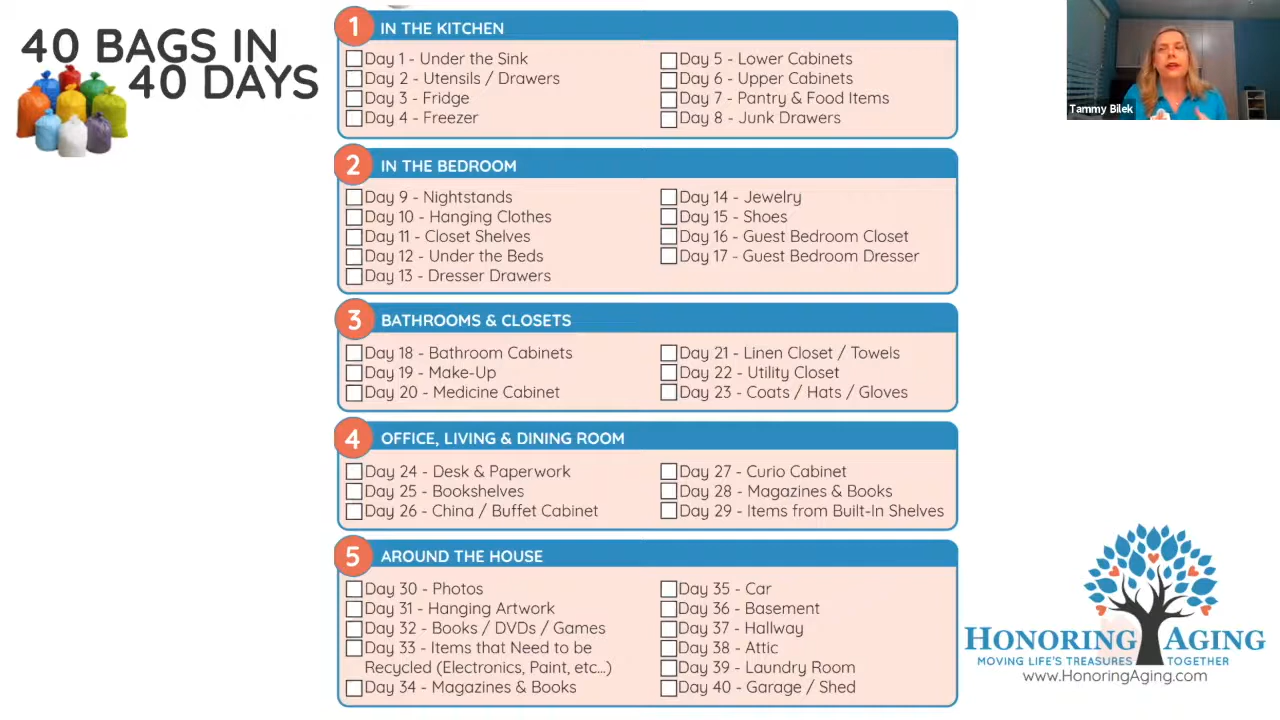 40 BAGS IN
40 DAYS
1 IN THE KITCHEN
Day 1 - Under the Sink
Day 2 - Utensils / Drawers
Day 3 - Fridge
Day 4 - Freezer
Day 5 - Lower Cabinets
Day 6 - Upper Cabinets
Day 7 - Pantry & Food Items
Day 8 - Junk Drawers
2 IN THE BEDROOM
Day 9 - Nightstands
Day 10 - Hanging Clothes
Day 11 - Closet Shelves
Day 12 - Under the Beds
Day 13 - Dresser Drawers
Day 14 - Jewelry
Day 15 - Shoes
Day 16 - Guest Bedroom Closet
Day 17 - Guest Bedroom Dresser
3 BATHROOMS & CLOSETS
Day 18 - Bathroom Cabinets
Day 19 - Make-Up
Day 20 - Medicine Cabinet
Day 21 - Linen Closet / Towels
Day 22 - Utility Closet
Day 23 - Coats / Hats / Gloves
4 OFFICE, LIVING & DINING ROOM
Day 24 - Desk & Paperwork
Day 25 - Bookshelves
Day 26 - China / Buffet Cabinet
Day 27 - Curio Cabinet
Day 28 - Magazines & Books
Day 29 - Items from Built-In Shelves
5 AROUND THE HOUSE
Day 30 - Photos
Day 31 - Hanging Artwork
Day 32 - Books / DVDs / Games
Day 33 - Items that Need to be
Recycled (Electronics, Paint, etc...)
Day 34 - Magazines & Books
Day 35 - Car
Day 36 - Basement
Day 37 - Hallway
Day 38 - Attic
Day 39 - Laundry Room
Day 40 - Garage / Shed
Tammy Bilek
HONORING AGING
MOVING LIFE'S TREASURES TOGETHER
www.HonoringAging.com